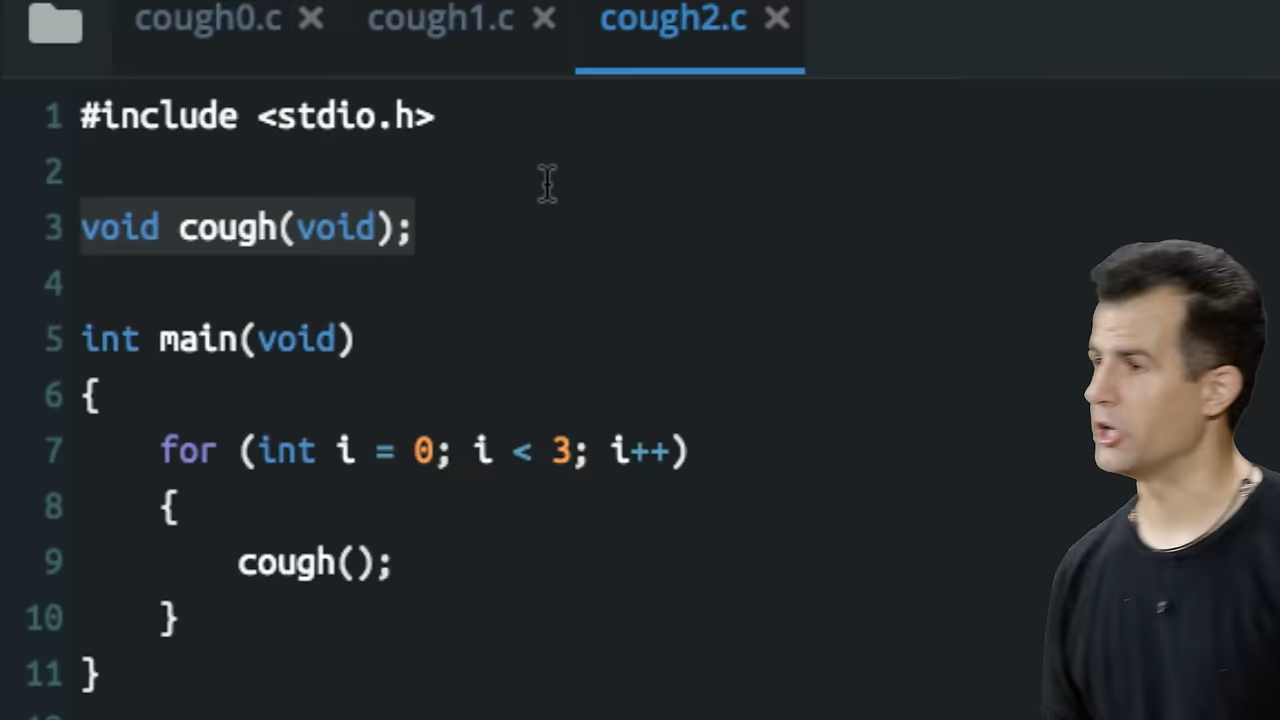 cough0.c × cough1.c × cough2.c ×
1 #include <stdio.h>
2
3 void cough(void);
4
5 int main(void)
6 {
7 for (int i = 0; i < 3; i++)
8 {
9 cough();
10 }
11 }